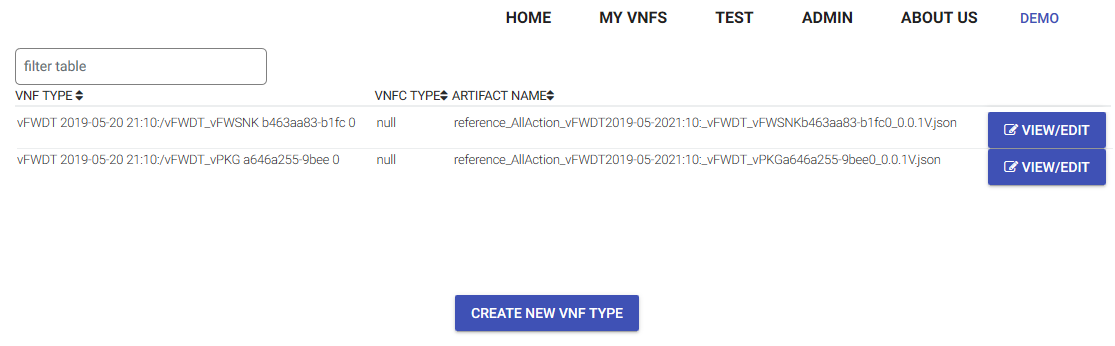 HOME MY VNFS TEST ADMIN ABOUT US DEMO
filter table
VNF TYPE VNFC TYPE ARTIFACT NAME
vFWDT 2019-05-20 21:10:/vFWDT_vFWSNK b463aa83-b1fc 0 null reference_AllAction_vFWDT2019-05-2021:10:_vFWDT_vFWSNKb463aa83-b1fc0_0.0.1V.json VIEW/EDIT
vFWDT 2019-05-20 21:10:/vFWDT_vPKG a646a255-9bee 0 null reference_AllAction_vFWDT2019-05-2021:10:_vFWDT_vPKGa646a255-9bee0_0.0.1V.json VIEW/EDIT
CREATE NEW VNF TYPE